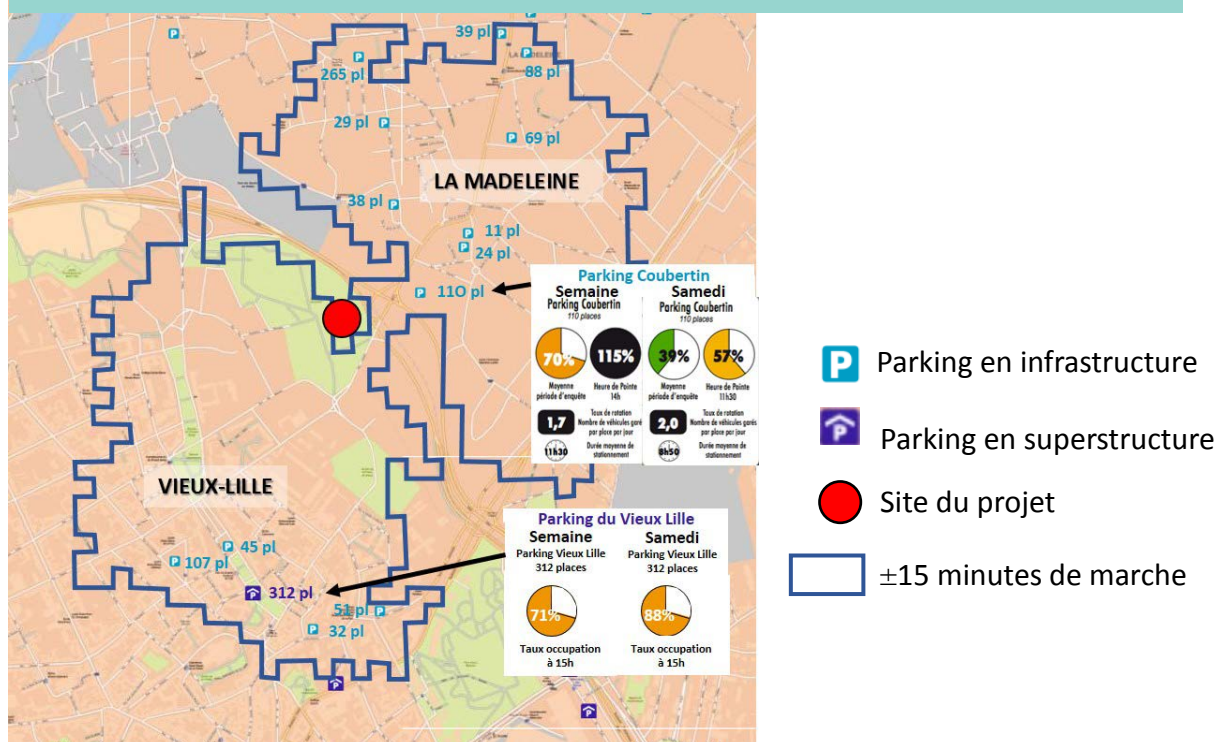 39 pl
LA MADELEINE
265 pl
88 pl
29 pl
69 pl
LA MADELEINE
38 pl
11 pl
24 pl
11O pl
Parking Coubertin
Semaine
Parking Coubertin
110 places
70%
115%
Moyenne
période d'enquête
Heure de Pointe
14h
1,7
Taux de rotation
Nombre de véhicules garés
par place par jour
11h30
Durée moyenne de
stationnement
Samedi
Parking Coubertin
110 places
39%
57%
Moyenne
période d'enquête
Heure de Pointe
11h30
2,0
Taux de rotation
Nombre de véhicules garés
par place par jour
8h50
Durée moyenne de
stationnement
VIEUX-LILLE
45 pl
107 pl
312 pl
51 pl
32 pl
Parking du Vieux Lille
Semaine
Parking Vieux Lille
312 places
71%
Taux occupation
à 15h
Samedi
Parking Vieux Lille
312 places
88%
Taux occupation
à 15h
P Parking en infrastructure
P Parking en superstructure
Site du projet
±15 minutes de marche